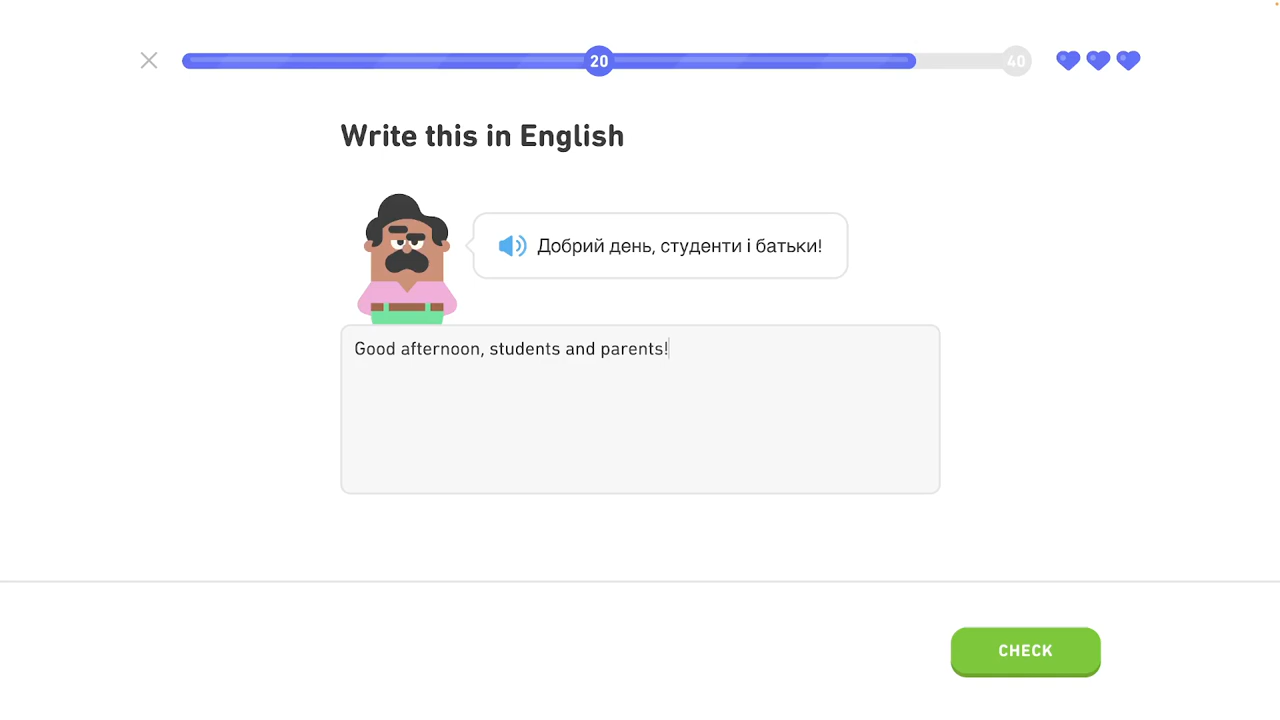 20
40
Write this in English
Добрий день, студенти і батьки!
Good afternoon, students and parents!
CHECK